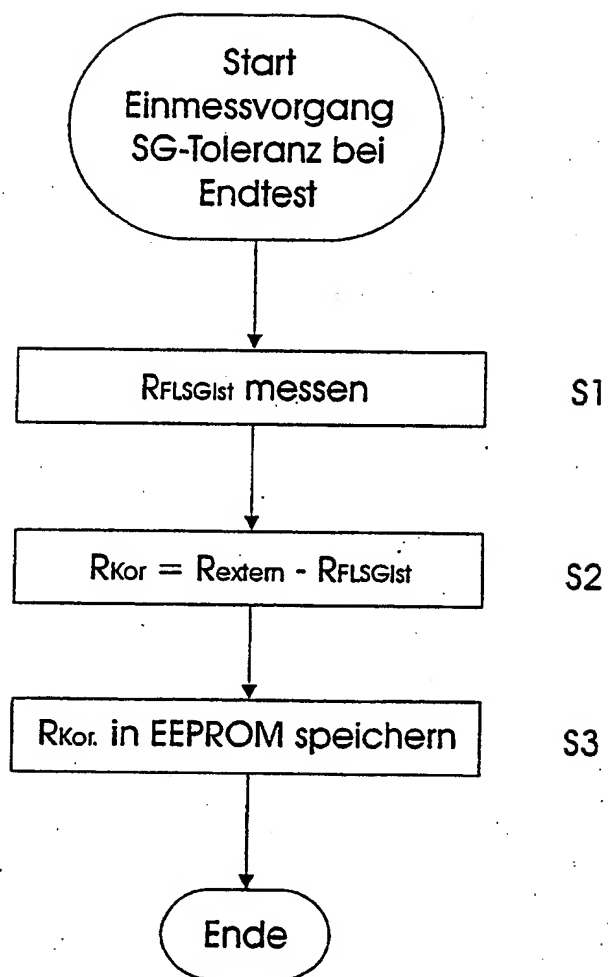 Start
Einmessvorgang
SG-Toleranz bei
Endtest
RFLSGIst messen
S1
RKor = Rextern - RFLSGIst
S2
RKor. in EEPROM speichern
S3
Ende